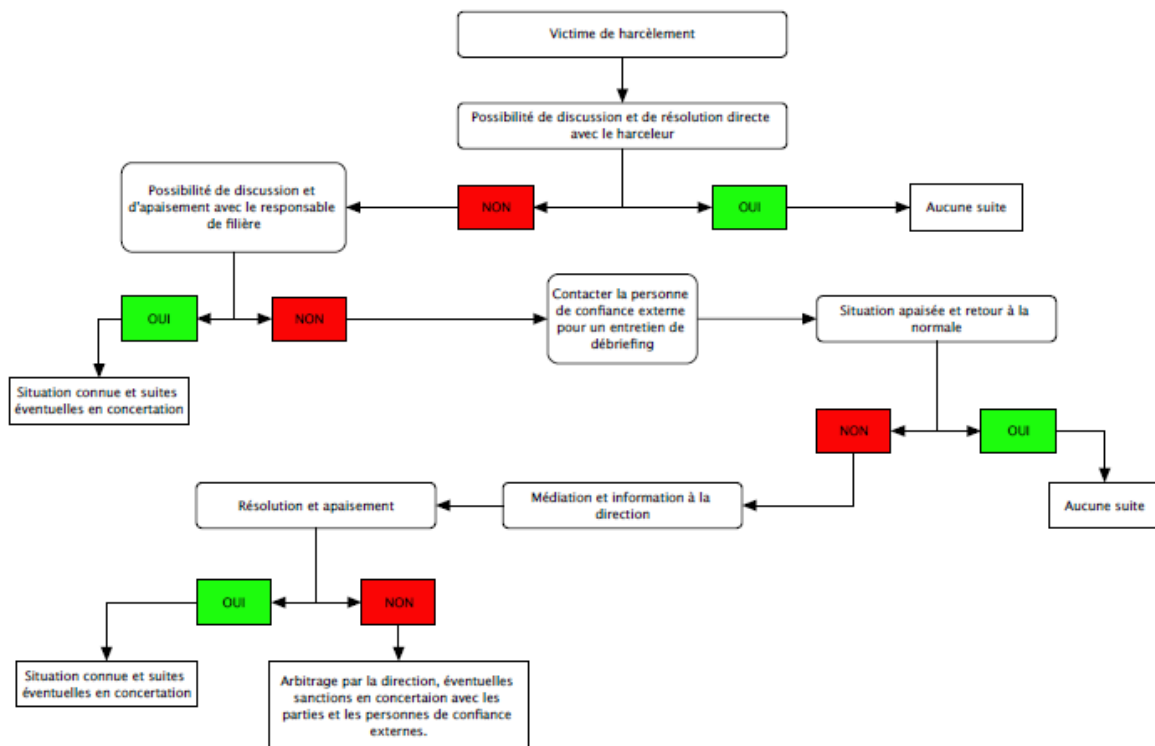 Victime de harcèlement
Possibilité de discussion et de résolution directe
avec le harceleur
Possibilité de discussion et
d'apaisement avec le responsable
de filière
NON
OUI
Aucune suite
OUI
NON
Contacter la personne
de confiance externe
pour un entretien de
débriefing
Situation apaisée et retour à la
normale
Situation connue et suites
éventuelles en concertation
NON
OUI
Résolution et apaisement
Médiation et information à la
direction
Aucune suite
OUI
NON
Situation connue et suites
éventuelles en concertation
Arbitrage par la direction, éventuelles
sanctions en concertaion avec les
parties et les personnes de confiance
externes.